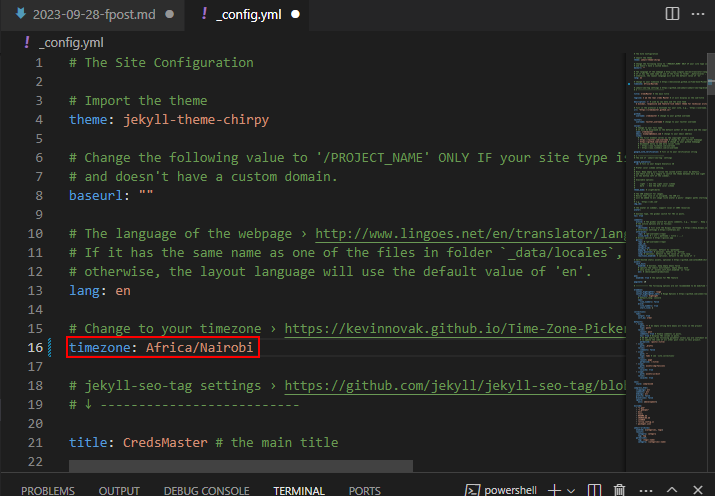 2023-09-28-fpost.md
! _config.yml
! _config.yml
1 # The Site Configuration
2
3 # Import the theme
4 theme: jekyll-theme-chirpy
5
6 # Change the following value to '/PROJECT_NAME' ONLY IF your site type is
7 # and doesn't have a custom domain.
8 baseurl: ""
9
10 # The language of the webpage › http://www.lingoes.net/en/translator/lang
11 # If it has the same name as one of the files in folder `_data/locales`,
12 # otherwise, the layout language will use the default value of 'en'.
13 lang: en
14
15 # Change to your timezone › https://kevinnovak.github.io/Time-Zone-Picker
16 timezone: Africa/Nairobi
17
18 # jekyll-seo-tag settings › https://github.com/jekyll/jekyll-seo-tag/blob
19 # ↓ --------------------------
20
21 title: CredsMaster # the main title
22
PROBLEMS OUTPUT DEBUG CONSOLE TERMINAL PORTS powershell